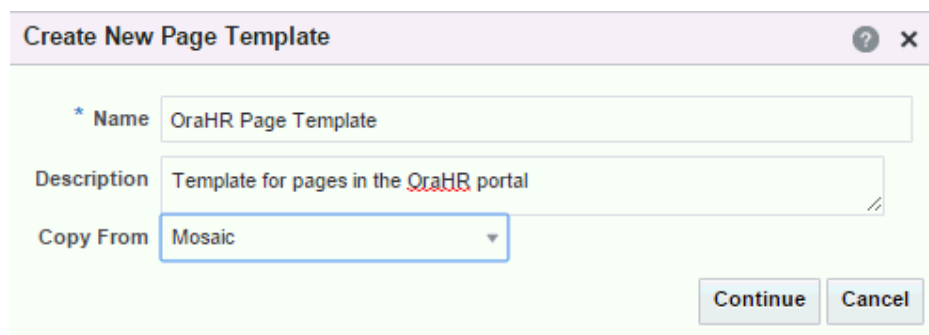 Create New Page Template ? ×
* Name OraHR Page Template
Description Template for pages in the OraHR portal
Copy From Mosaic
Continue Cancel